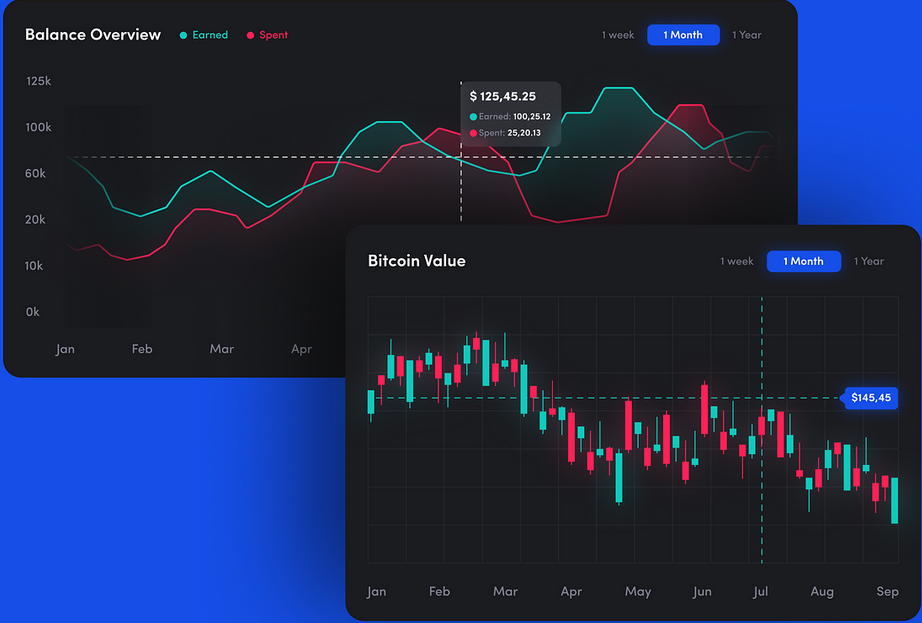 Balance Overview Earned Spent 1 week 1 Month 1 Year
125k
$ 125,45.25
Earned: 100,25.12
100k
Spent: 25,20.13
60k
20k
10k
0k
Jan Feb Mar Apr
Bitcoin Value 1 week 1 Month 1 Year
$145,45
Jan Feb Mar Apr May Jun Jul Aug Sep